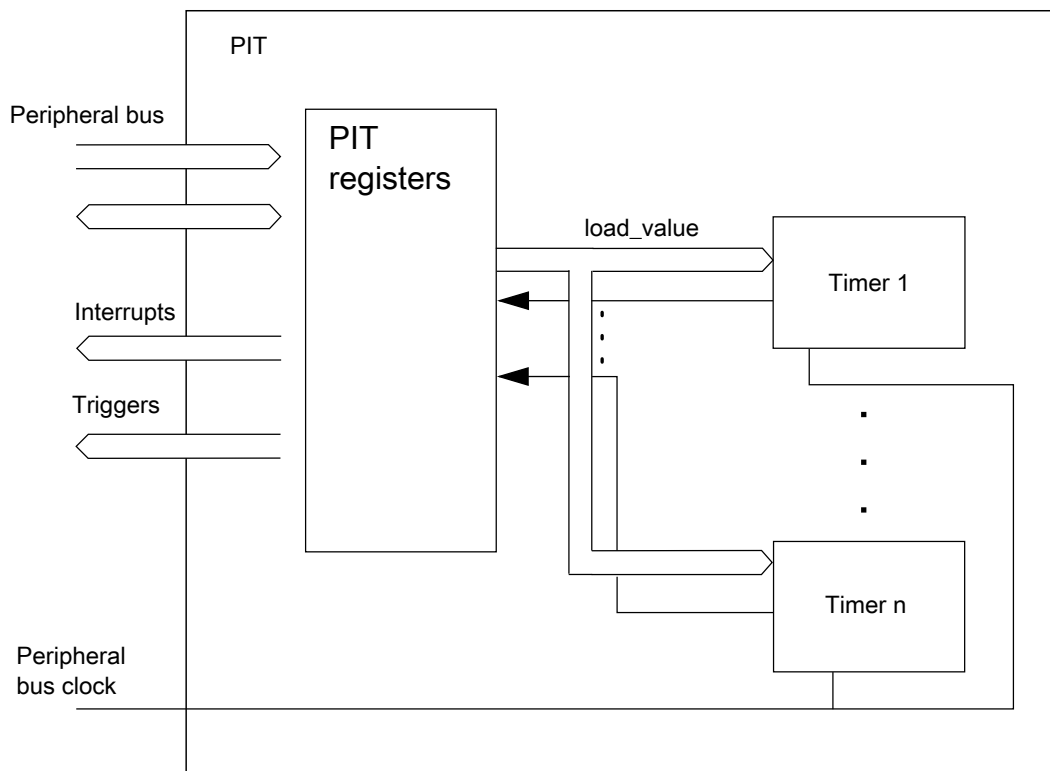 PIT
Peripheral bus
PIT
registers
load_value
Timer 1
Interrupts
Triggers
Timer n
Peripheral
bus clock